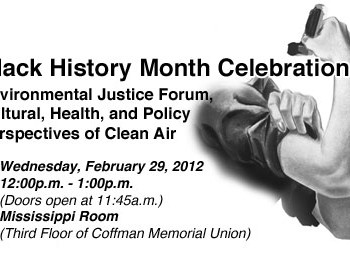 lack History Month Celebration
vironmental Justice Forum,
ltural, Health, and Policy
rspectives of Clean Air
Wednesday, February 29, 2012
12:00p.m. - 1:00p.m.
(Doors open at 11:45a.m.)
Mississippi Room
(Third Floor of Coffman Memorial Union)